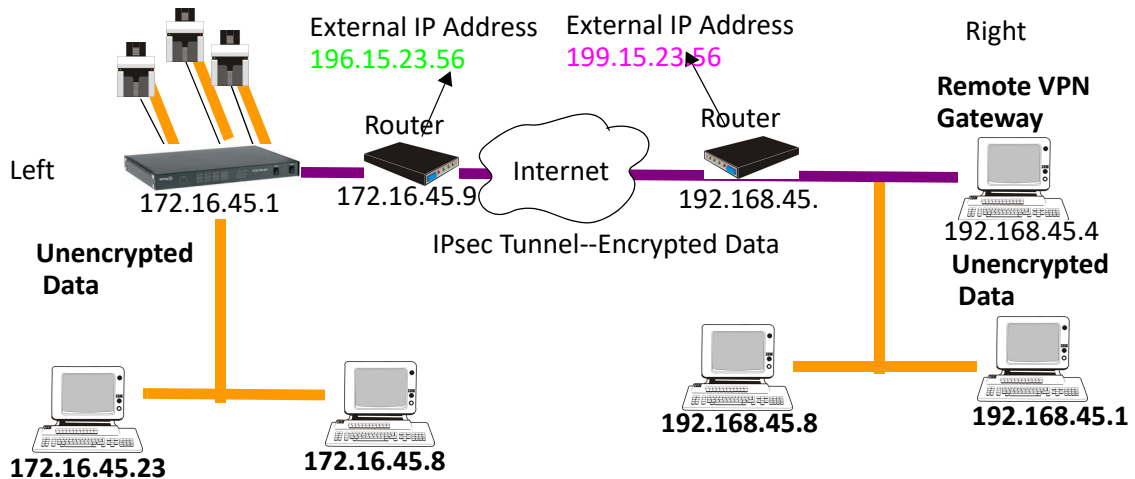 External IP Address
196.15.23.56
External IP Address
199.15.23.56
Right
Remote VPN
Gateway
Router
Router
Left
Internet
172.16.45.1
172.16.45.9
192.168.45.
192.168.45.4
IPsec Tunnel--Encrypted Data
Unencrypted
Data
Unencrypted
Data
172.16.45.23
172.16.45.8
192.168.45.8
192.168.45.1